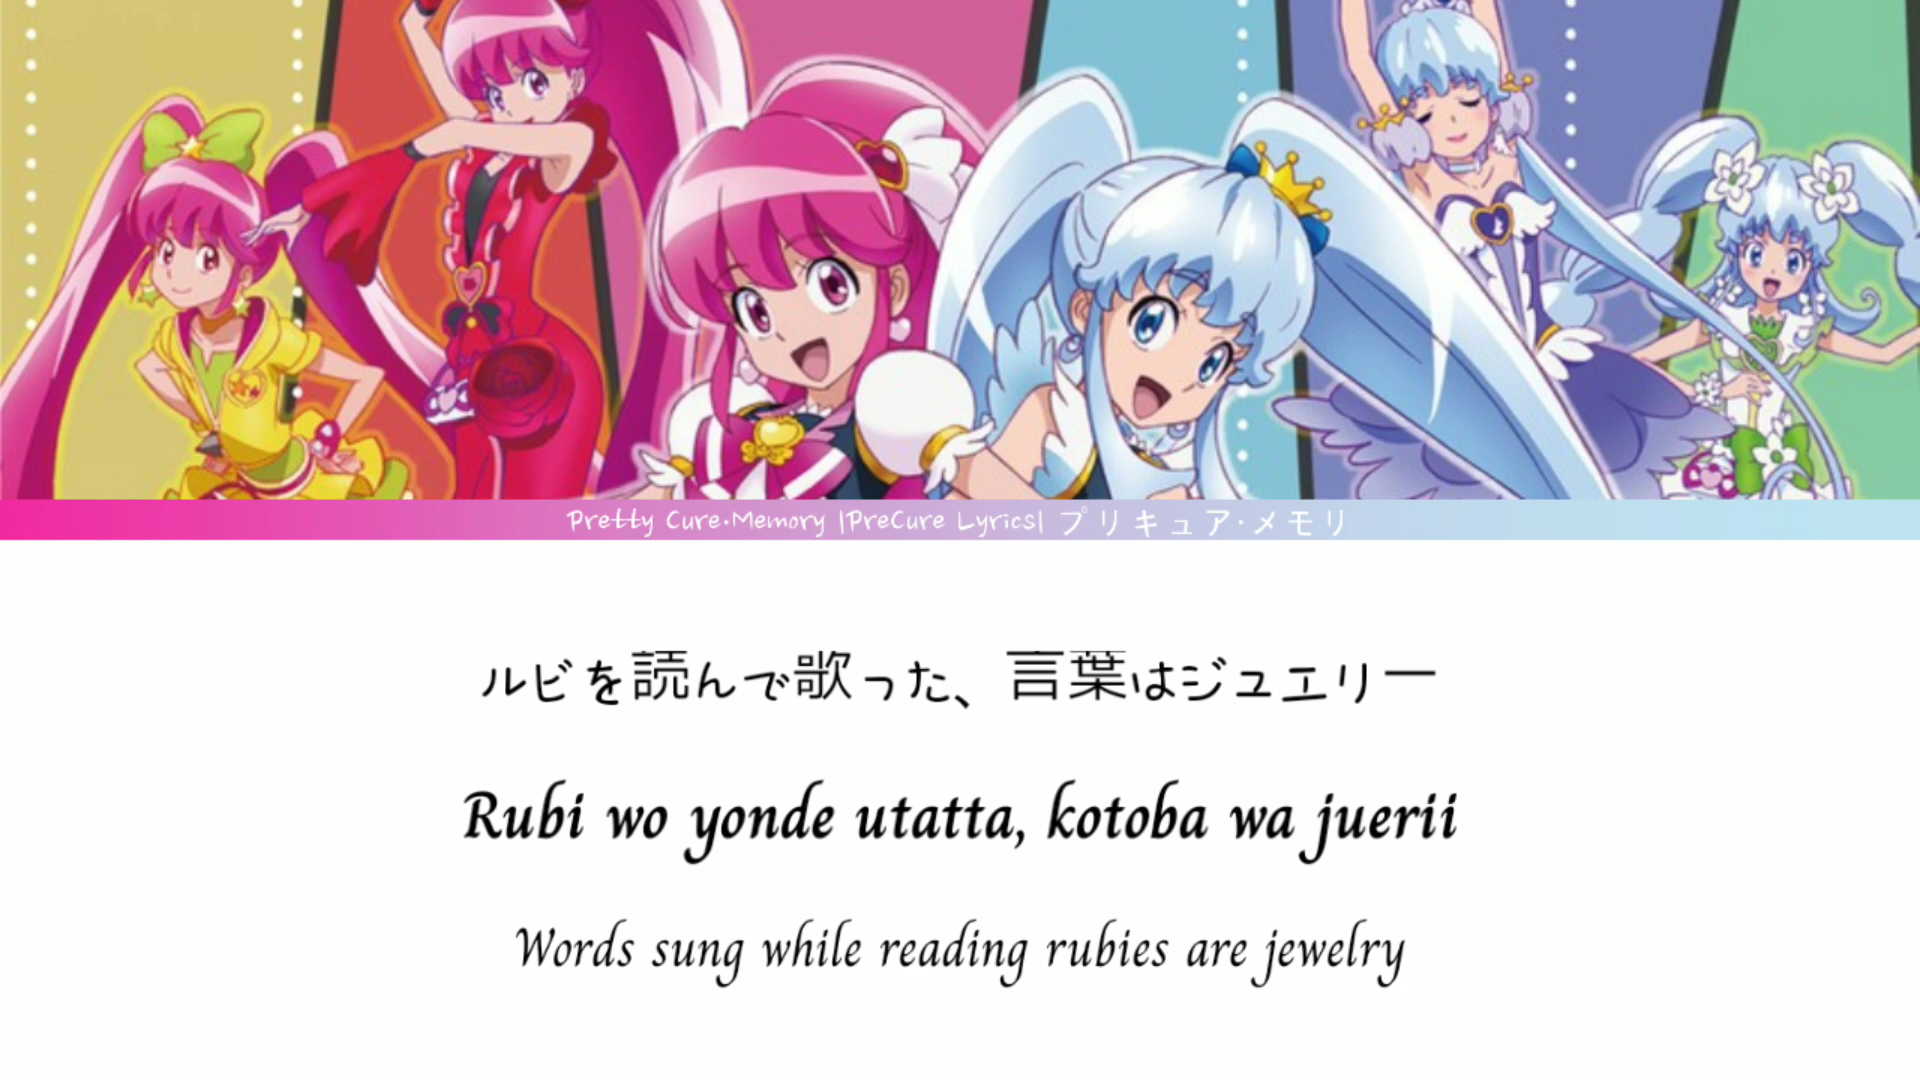 Pretty Cure·Memory |PreCure Lyrics| プリキュア·メモリ
ルビを読んで歌った、言葉はジュエリー
Rubi wo yonde utatta, kotoba wa juerii
Words sung while reading rubies are jewelry